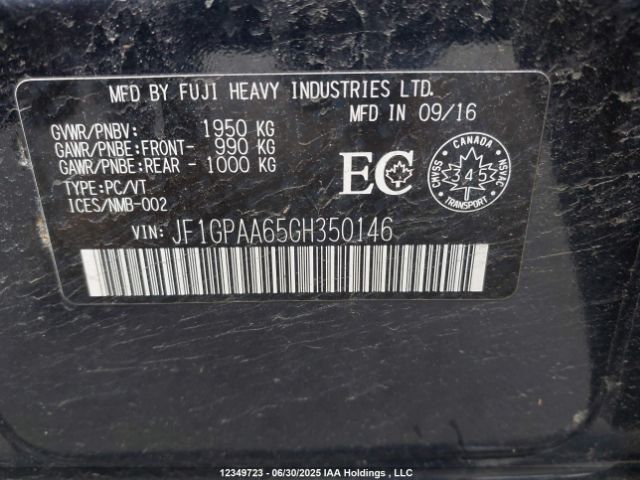 MFD BY FUJI HEAVY INDUSTRIES LTD.
MFD IN 09/16
GVWR/PNBV: 1950 KG
GAWR/PNBE:FRONT- 990 KG
GAWR/PNBE:REAR - 1000 KG
TYPE:PC/VT
ICES/NMB-002
EC
CANADA
SVMAC
NSVAC
345
TRANSPORT
VIN: JF1GPAA65GH350146
12349723 - 06/30/2025 IAA Holdings , LLC